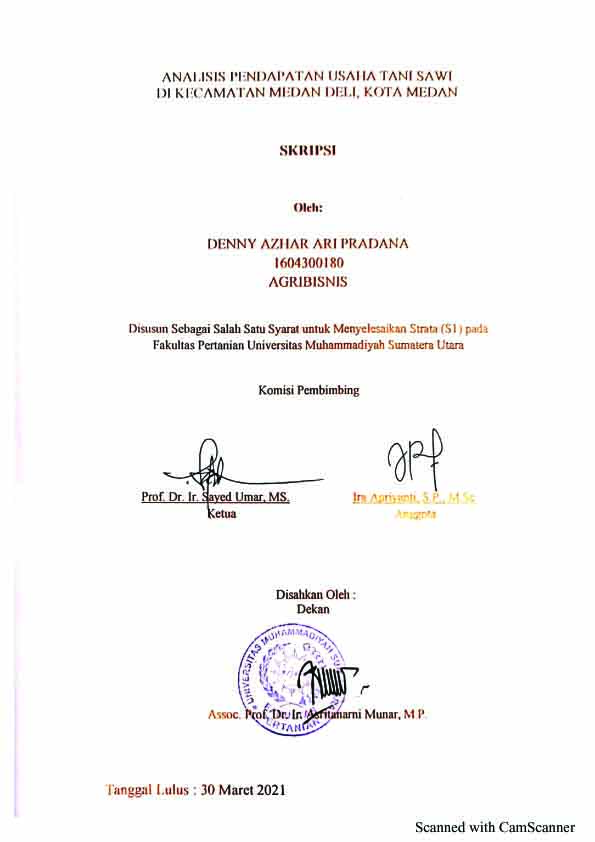 ANALISIS PENDAPATAN USAHA TANI SAWI
DI KECAMATAN MEDAN DELI, KOTA MEDAN
SKRIPSI
Oleh:
DENNY AZHAR ARI PRADANA
1604300180
AGRIBISNIS
Disusun Sebagai Salah Satu Syarat untuk Menyelesaikan Strata (S1) pada
Fakultas Pertanian Universitas Muhammadiyah Sumatera Utara
Komisi Pembimbing
Prof. Dr. Ir. Sayed Umar, MS.
Ketua
Ira Apriyanti, S.P., M.Sc
Anggota
Disahkan Oleh :
Dekan
UNIVERSITAS MUHAMMADIYAH
PERTANIAN
Assoc. Prof. Dr. Ir. Asritanarni Munar, M P.
Tanggal Lulus : 30 Maret 2021
Scanned with CamScanner